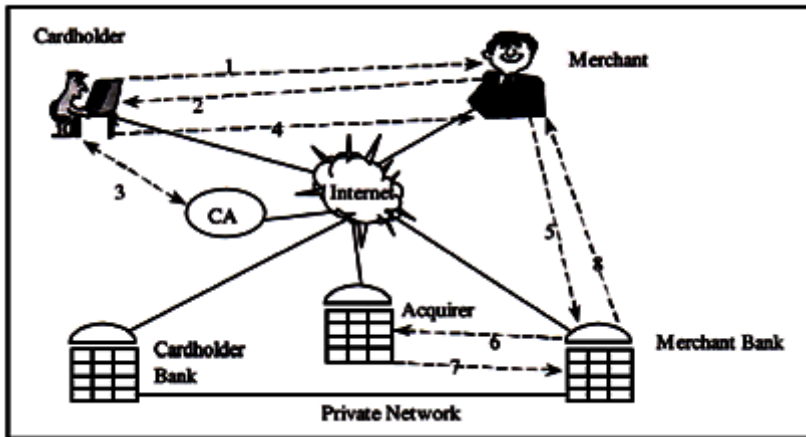 Cardholder
Merchant
1
2
4
3
Internet
CA
5
8
Acquirer
6
Cardholder
Bank
7
Merchant Bank
Private Network